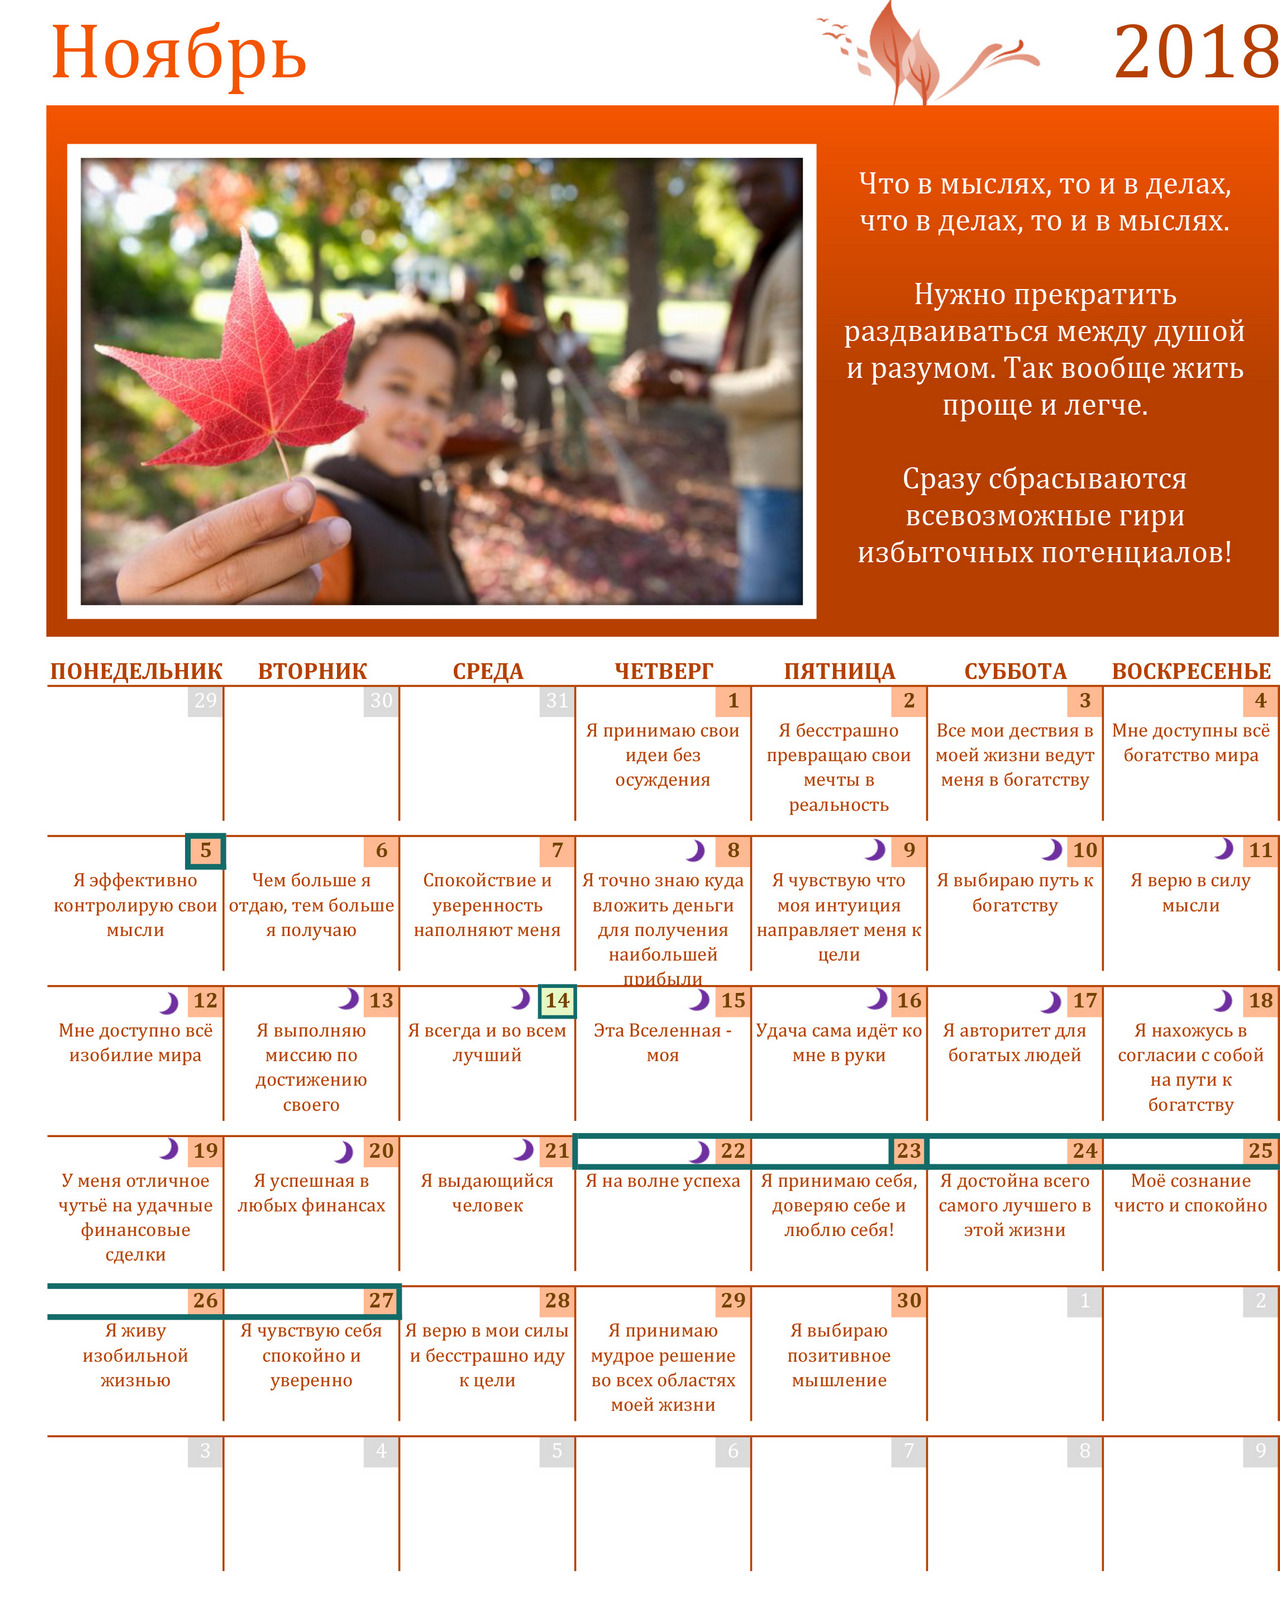 Ноябрь 2018
Что в мыслях, то и в делах,
что в делах, то и в мыслях.
Нужно прекратить
раздваиваться между душой
и разумом. Так вообще жить
проще и легче.
Сразу сбрасываются
всевозможные гири
избыточных потенциалов!
ПОНЕДЕЛЬНИК ВТОРНИК СРЕДА ЧЕТВЕРГ ПЯТНИЦА СУББОТА ВОСКРЕСЕНЬЕ
29
30
31
1
Я принимаю свои
идеи без
осуждения
2
Я бесстрашно
превращаю свои
мечты в
реальность
3
Все мои дествия в
моей жизни ведут
меня в богатству
4
Мне доступны всё
богатство мира
5
Я эффективно
контролирую свои
мысли
6
Чем больше я
отдаю, тем больше
я получаю
7
Спокойствие и
уверенность
наполняют меня
8
Я точно знаю куда
вложить деньги
для получения
наибольшей
прибыли
9
Я чувствую что
моя интуиция
направляет меня к
цели
10
Я выбираю путь к
богатству
11
Я верю в силу
мысли
12
Мне доступно всё
изобилие мира
13
Я выполняю
миссию по
достижению
своего
14
Я всегда и во всем
лучший
15
Эта Вселенная -
моя
16
Удача сама идёт ко
мне в руки
17
Я авторитет для
богатых людей
18
Я нахожусь в
согласии с собой
на пути к
богатству
19
У меня отличное
чутьё на удачные
финансовые
сделки
20
Я успешная в
любых финансах
21
Я выдающийся
человек
22
Я на волне успеха
23
Я принимаю себя,
доверяю себе и
люблю себя!
24
Я достойна всего
самого лучшего в
этой жизни
25
Моё сознание
чисто и спокойно
26
Я живу
изобильной
жизнью
27
Я чувствую себя
спокойно и
уверенно
28
Я верю в мои силы
и бесстрашно иду
к цели
29
Я принимаю
мудрое решение
во всех областях
моей жизни
30
Я выбираю
позитивное
мышление
1
2
3
4
5
6
7
8
9